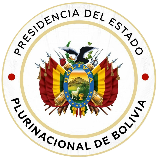 PRESIDENCIA DEL ESTADO
PLURINACIONAL DE BOLIVIA